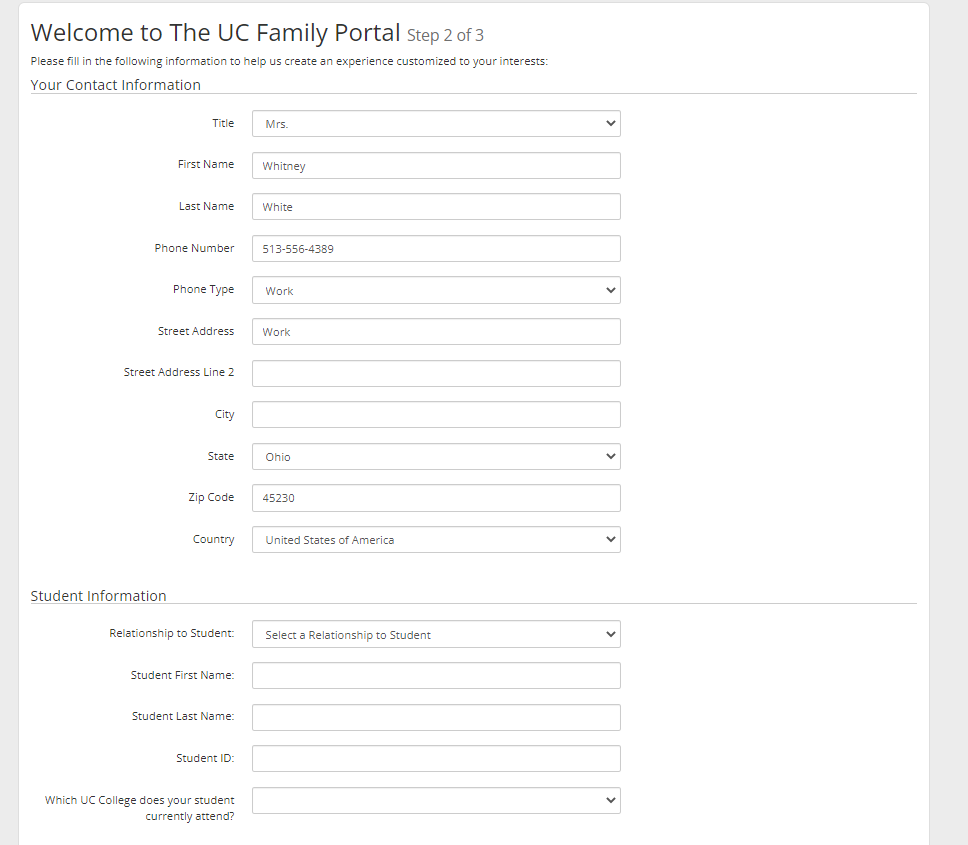 Welcome to The UC Family Portal Step 2 of 3
Please fill in the following information to help us create an experience customized to your interests:
Your Contact Information
Title Mrs.
First Name Whitney
Last Name White
Phone Number 513-556-4389
Phone Type Work
Street Address Work
Street Address Line 2
City
State Ohio
Zip Code 45230
Country United States of America
Student Information
Relationship to Student: Select a Relationship to Student
Student First Name:
Student Last Name:
Student ID:
Which UC College does your student
currently attend?